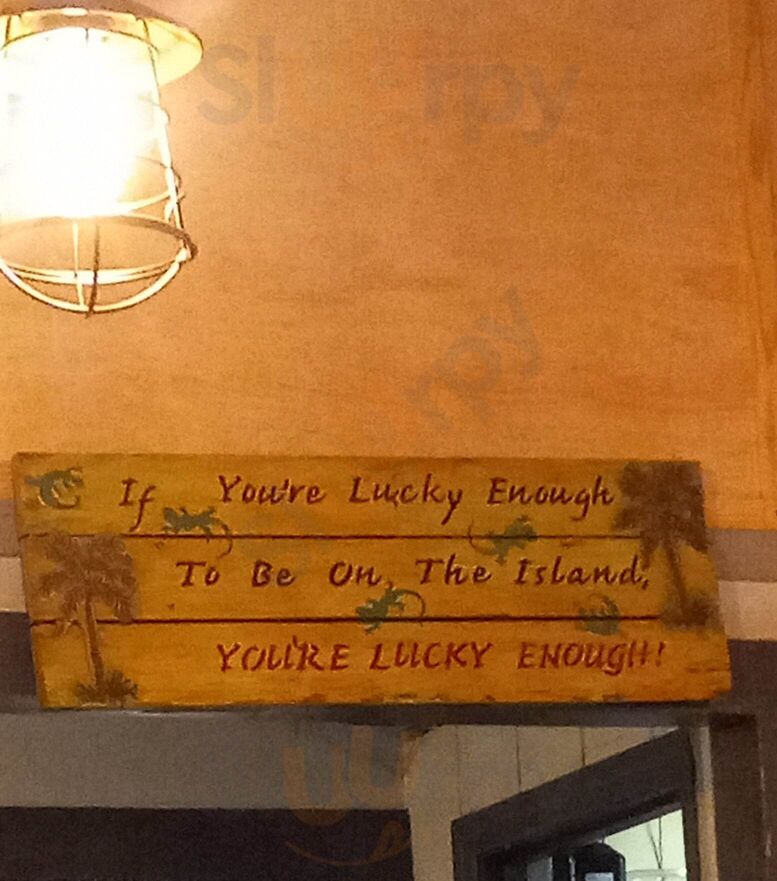 If You're Lucky Enough
To Be On, The Island,
YOU'RE LUCKY ENOUGH!